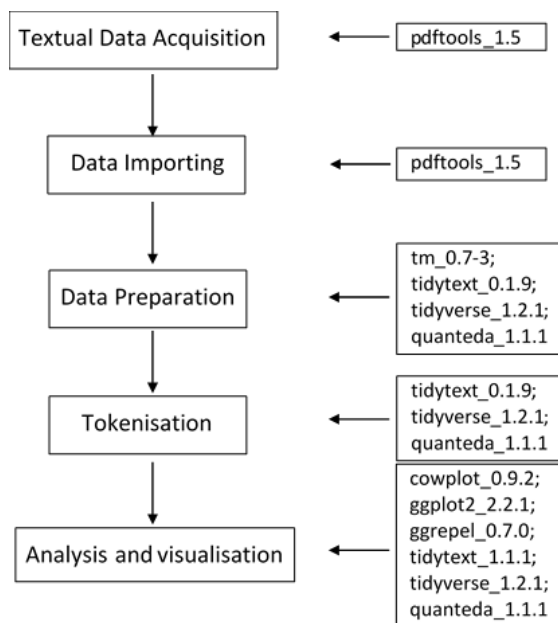 Textual Data Acquisition
pdftools_1.5
Data Importing
pdftools_1.5
Data Preparation
tm_0.7-3;
tidytext_0.1.9;
tidyverse_1.2.1;
quanteda_1.1.1
Tokenisation
tidytext_0.1.9;
tidyverse_1.2.1;
quanteda_1.1.1
Analysis and visualisation
cowplot_0.9.2;
ggplot2_2.2.1;
ggrepel_0.7.0;
tidytext_1.1.1;
tidyverse_1.2.1;
quanteda_1.1.1